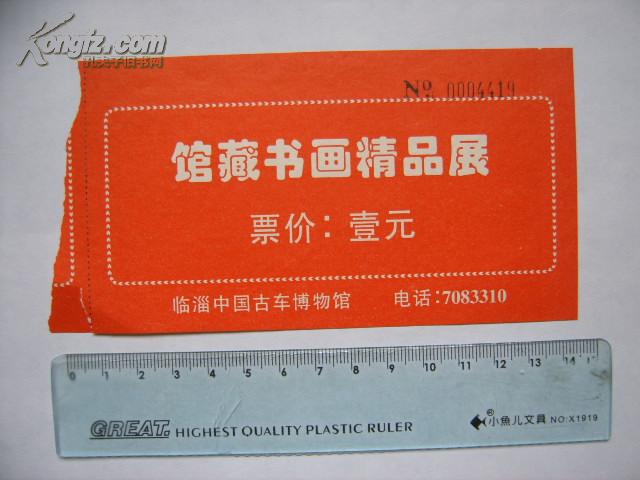 Kongfz.com
孔夫子旧书网
No 0004419
馆藏书画精品展
票价：壹元
临淄中国古车博物馆 电话:7083310
0 1 2 3 4 5 6 7 8 9 10 11 12 13 14 15
GREAT. HIGHEST QUALITY PLASTIC RULER
®小魚儿文具 NO:X1919